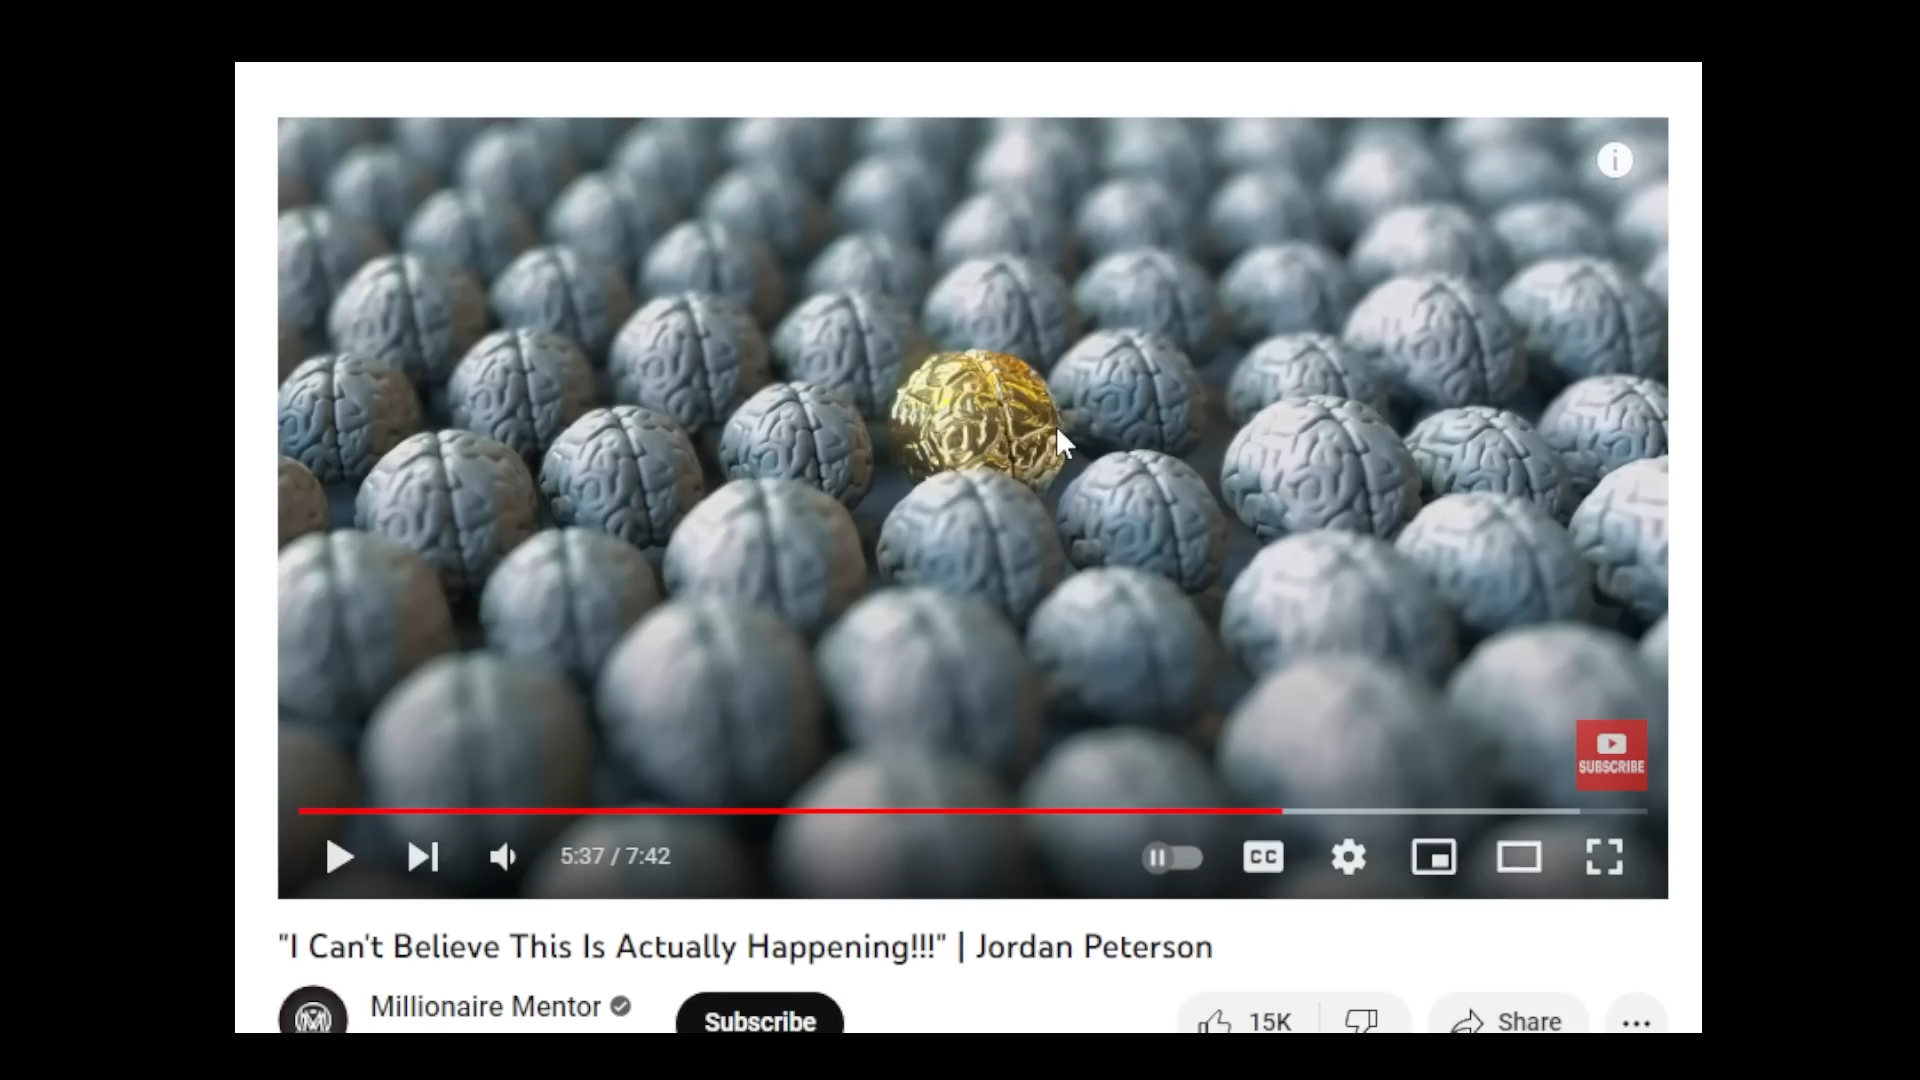 i
SUBSCRIBE
5:37 / 7:42
CC
"I Can't Believe This Is Actually Happening!!!" | Jordan Peterson
Millionaire Mentor
Subscribe
15K
Share